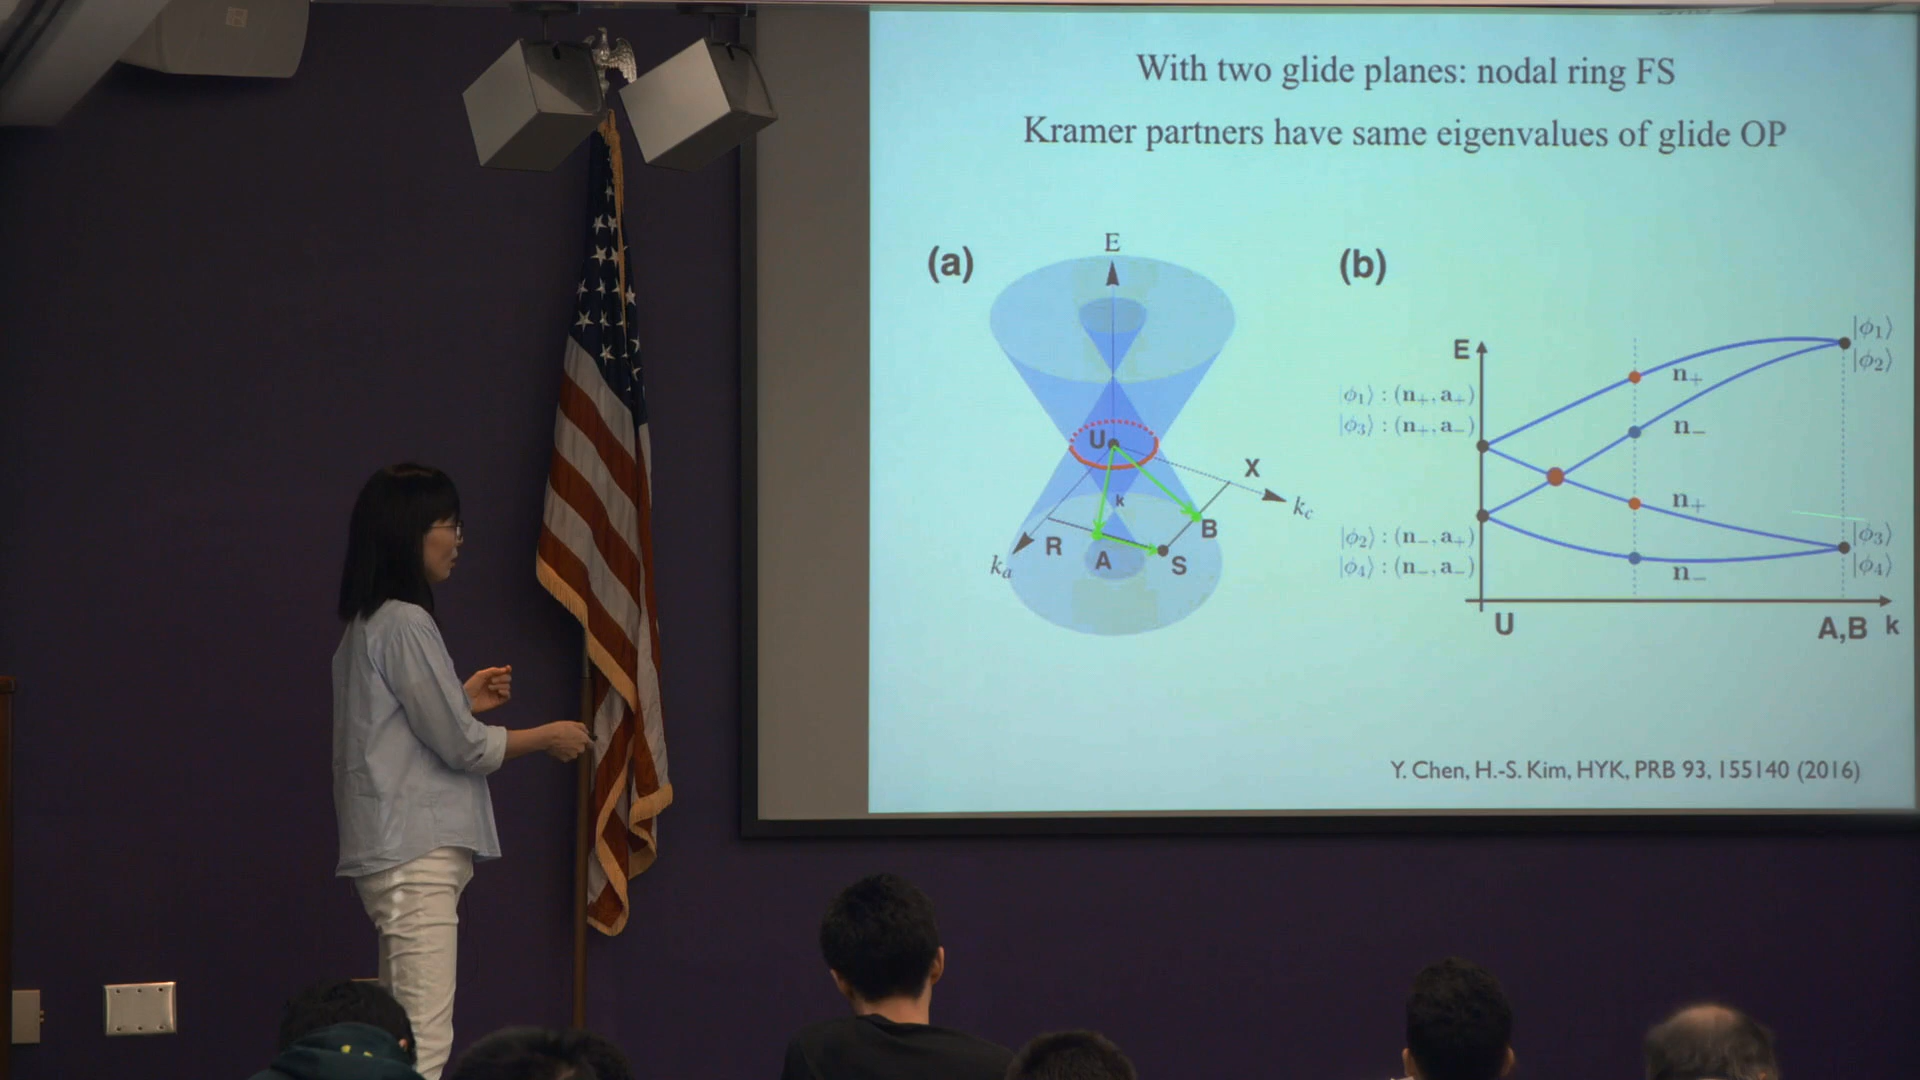 With two glide planes: nodal ring FS
Kramer partners have same eigenvalues of glide OP
(a)
E
U
k
X
k_c
B
R
A
S
k_a
(b)
E
|ϕ₁⟩
|ϕ₂⟩
n₊
|ϕ₁⟩ : (n₊, a₊)
|ϕ₃⟩ : (n₊, a₋)
n₋
n₊
|ϕ₂⟩ : (n₋, a₊)
|ϕ₄⟩ : (n₋, a₋)
|ϕ₃⟩
|ϕ₄⟩
n₋
U
A,B k
Y. Chen, H.-S. Kim, HYK, PRB 93, 155140 (2016)